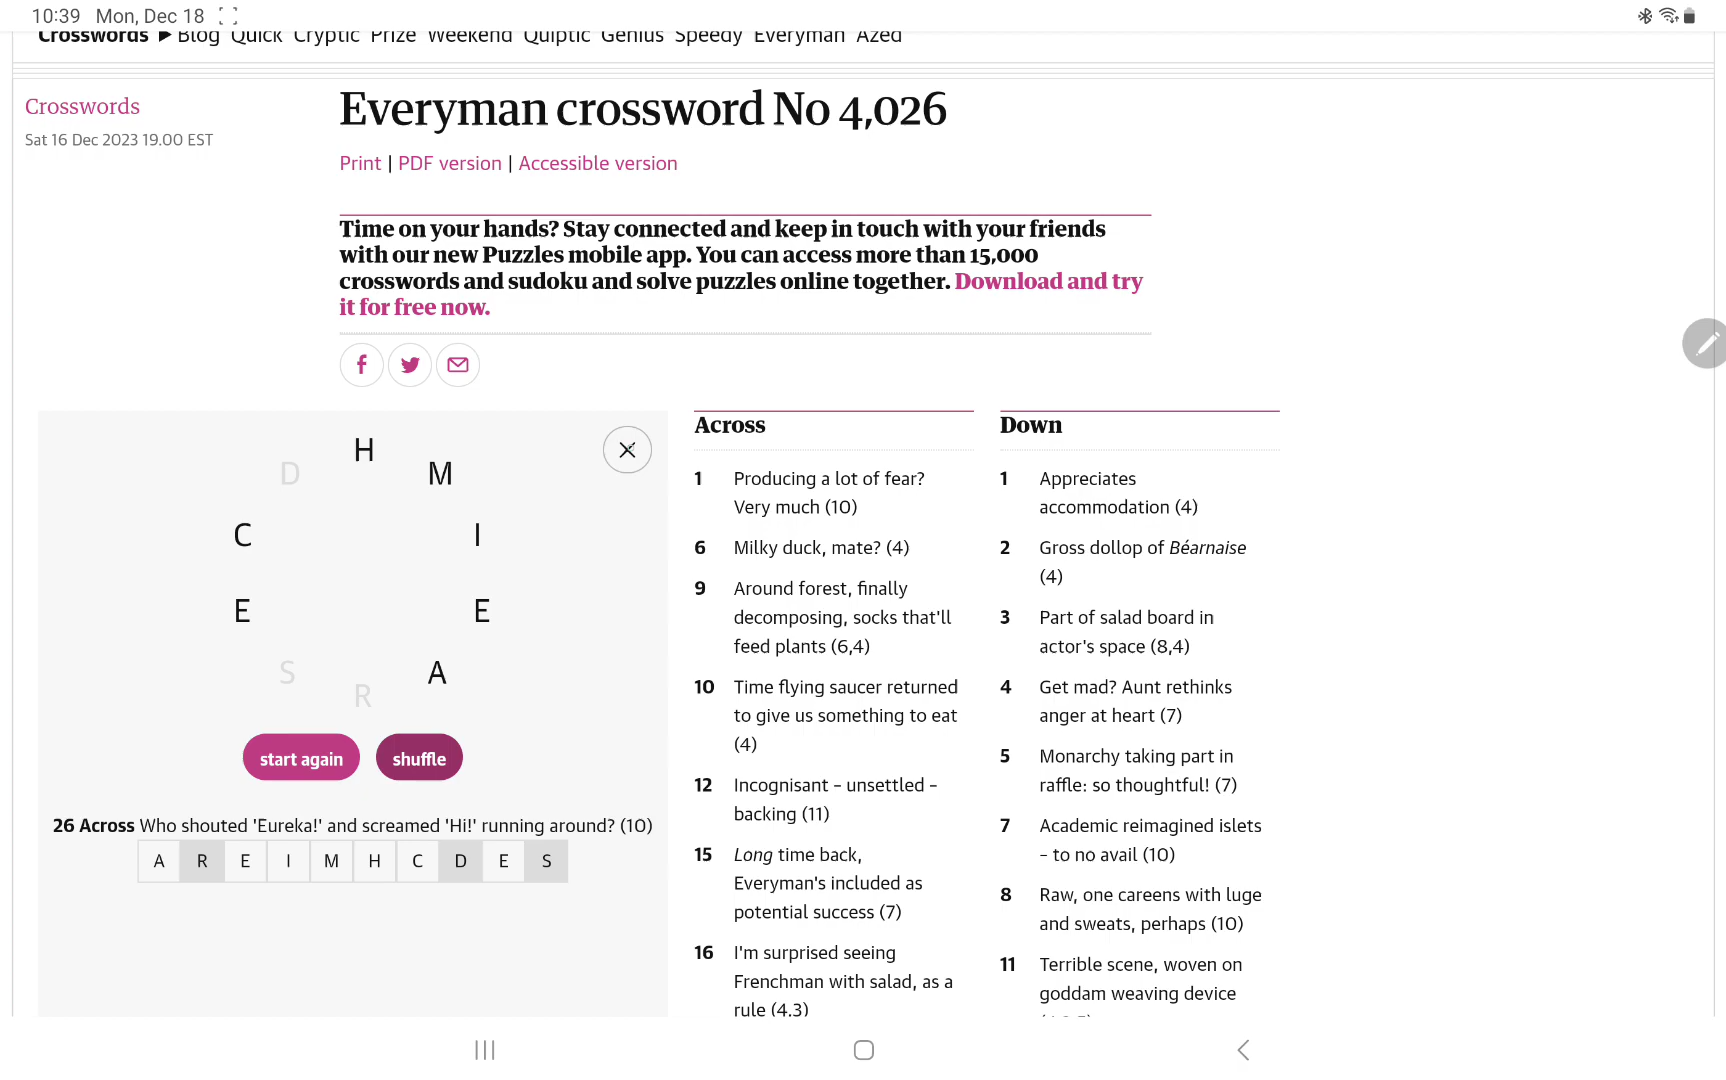 10:39 Mon, Dec 18
Crosswords ▶ Blog Quick Cryptic Prize Weekend Quiptic Genius Speedy Everyman Azed
Crosswords
Sat 16 Dec 2023 19.00 EST
Everyman crossword No 4,026
Print | PDF version | Accessible version
Time on your hands? Stay connected and keep in touch with your friends
with our new Puzzles mobile app. You can access more than 15,000
crosswords and sudoku and solve puzzles online together. Download and try
it for free now.
H
D
M
C
I
E
E
S
A
R
start again
shuffle
26 Across Who shouted 'Eureka!' and screamed 'Hi!' running around? (10)
A R E I M H C D E S
Across
1 Producing a lot of fear?
Very much (10)
6 Milky duck, mate? (4)
9 Around forest, finally
decomposing, socks that'll
feed plants (6,4)
10 Time flying saucer returned
to give us something to eat
(4)
12 Incognisant – unsettled –
backing (11)
15 Long time back,
Everyman's included as
potential success (7)
16 I'm surprised seeing
Frenchman with salad, as a
rule (4,3)
Down
1 Appreciates
accommodation (4)
2 Gross dollop of Béarnaise
(4)
3 Part of salad board in
actor's space (8,4)
4 Get mad? Aunt rethinks
anger at heart (7)
5 Monarchy taking part in
raffle: so thoughtful! (7)
7 Academic reimagined islets
– to no avail (10)
8 Raw, one careens with luge
and sweats, perhaps (10)
11 Terrible scene, woven on
goddam weaving device